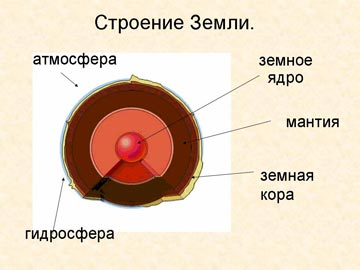 Строение Земли.
атмосфера
земное
ядро
мантия
земная
кора
гидросфера